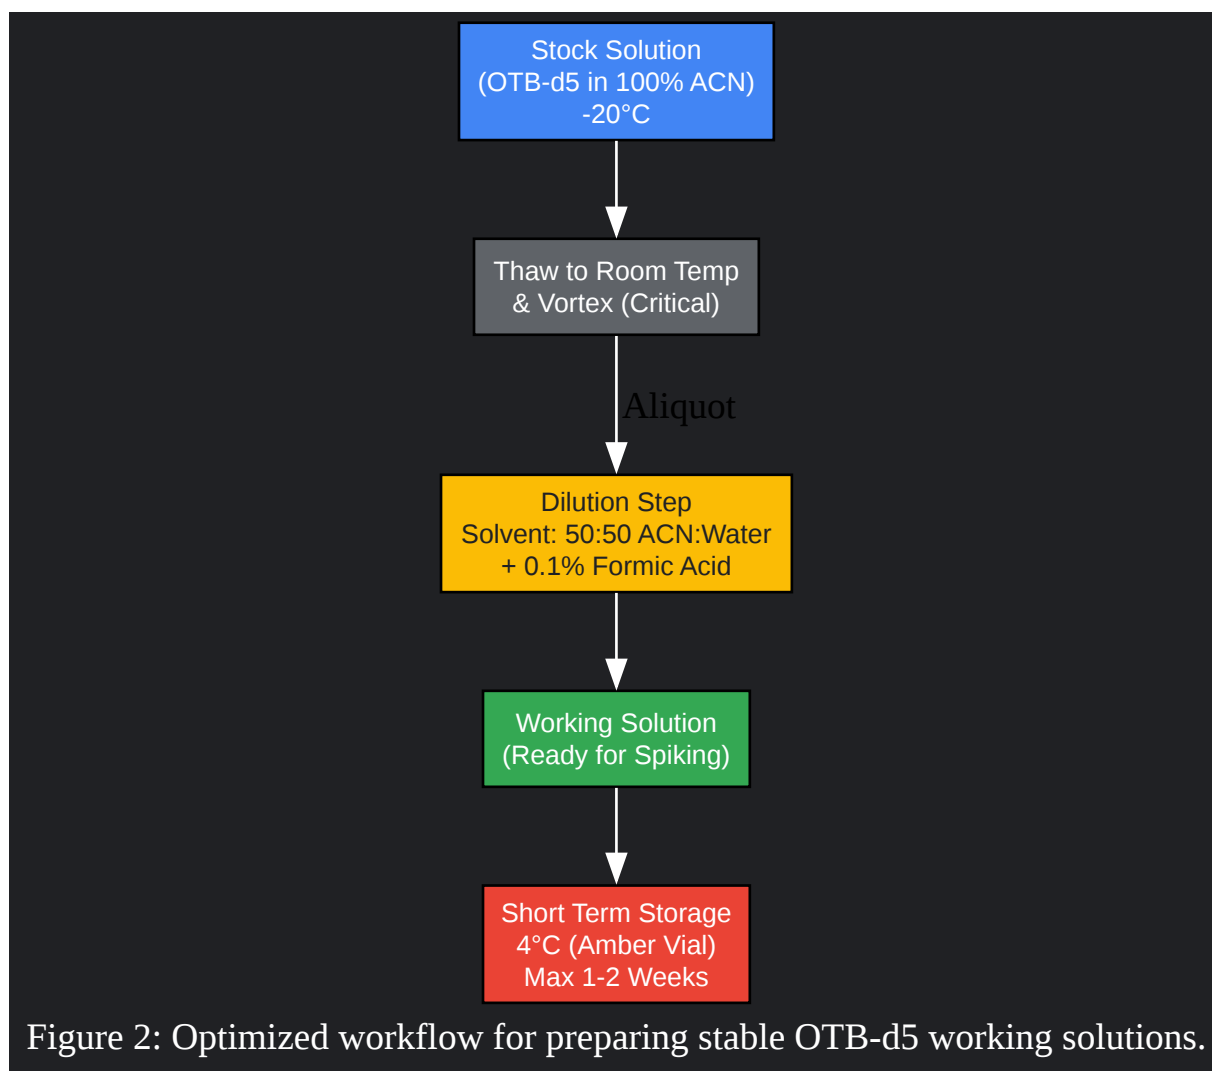 Stock Solution
(OTB-d5 in 100% ACN)
-20°C
Thaw to Room Temp
& Vortex (Critical)
Aliquot
Dilution Step
Solvent: 50:50 ACN:Water
+ 0.1% Formic Acid
Working Solution
(Ready for Spiking)
Short Term Storage
4°C (Amber Vial)
Max 1-2 Weeks
Figure 2: Optimized workflow for preparing stable OTB-d5 working solutions.